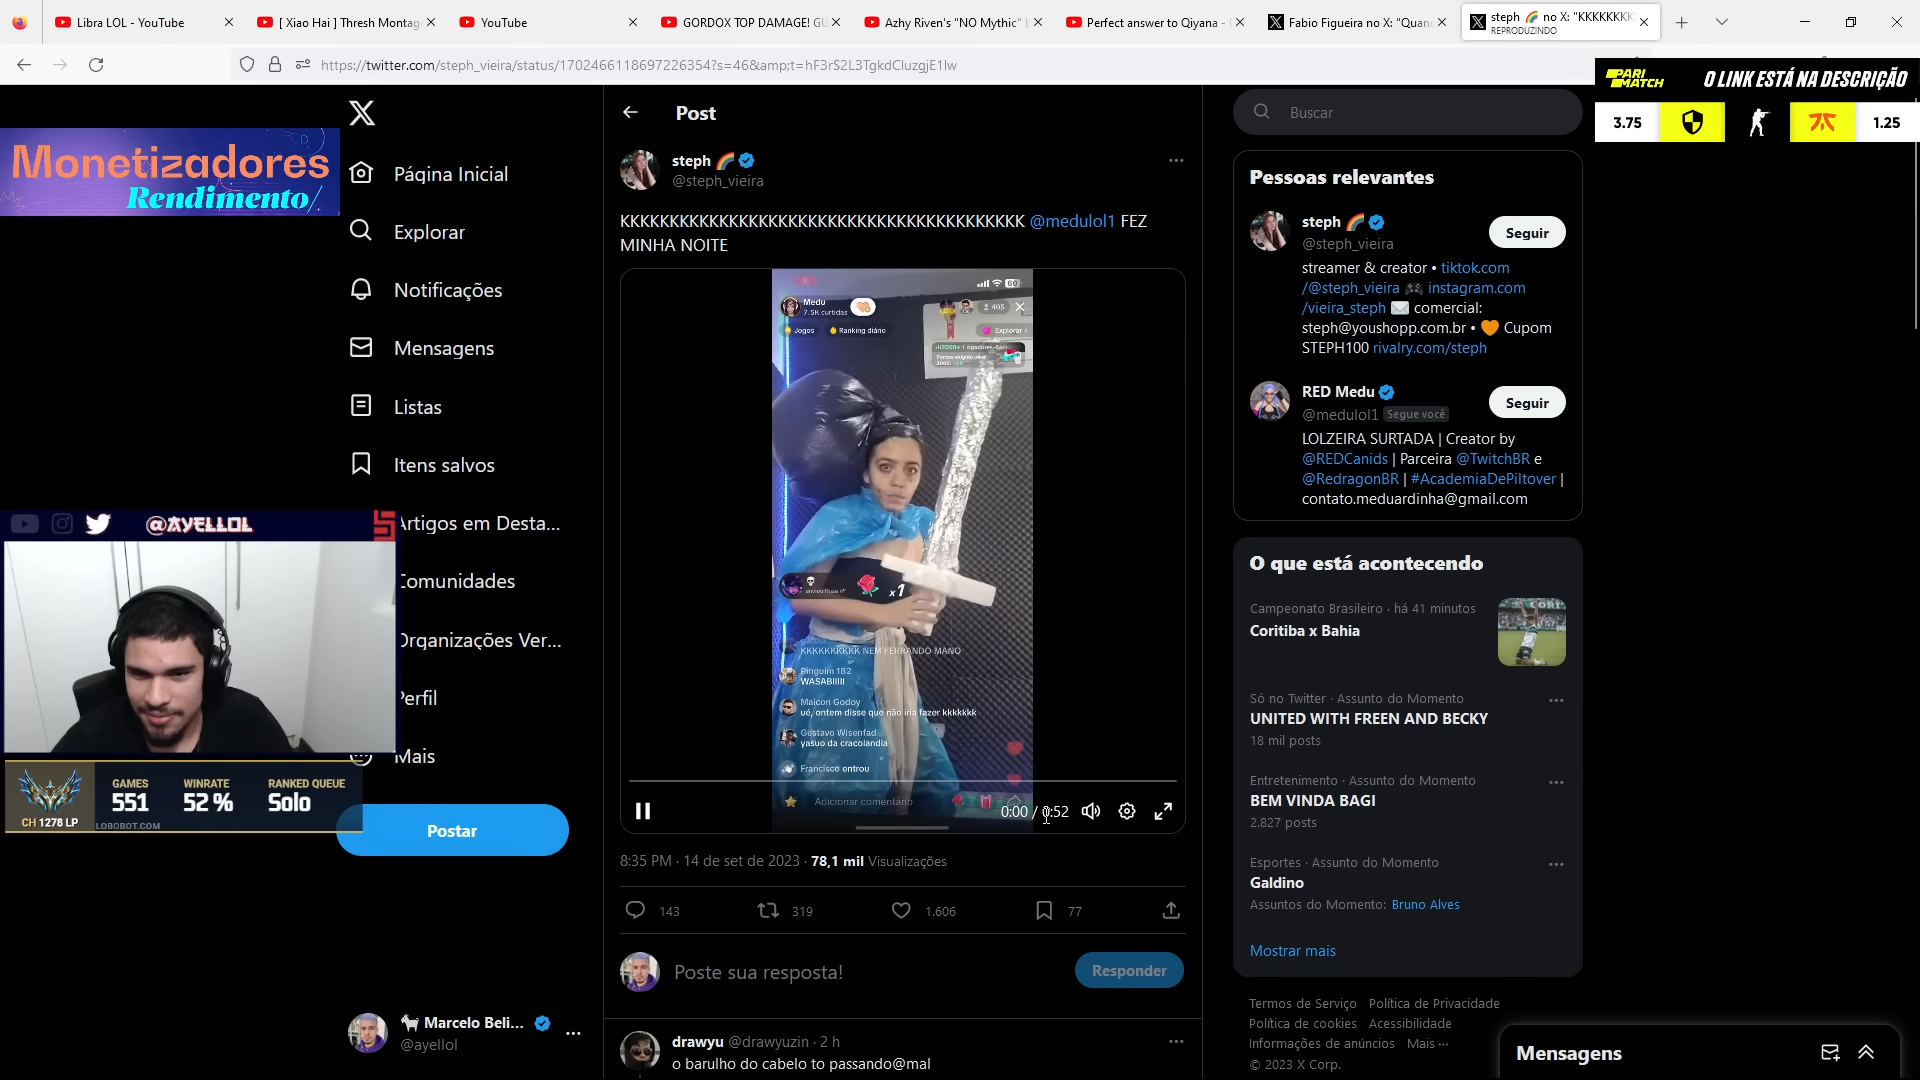 Libra LOL - YouTube
[ Xiao Hai ] Thresh Montag
YouTube
GORDOX TOP DAMAGE! GU
Azhy Riven's "NO Mythic"
Perfect answer to Qiyana -
Fabio Figueira no X: "Quan
steph 🌈 no X: "KKKKKKKK
REPRODUZINDO
https://twitter.com/steph_vieira/status/1702466118697226354?s=46&amp;t=hF3rS2L3TgkdCluzgjE1lw
PARI MATCH
O LINK ESTÁ NA DESCRIÇÃO
3.75
1.25
Monetizadores
Rendimento/
Página Inicial
Explorar
Notificações
Mensagens
Listas
Itens salvos
Artigos em Desta...
Comunidades
Organizações Ver...
Perfil
Mais
Postar
@AYELLOL
GAMES
551
WINRATE
52 %
RANKED QUEUE
Solo
CH 1278 LP
LOBOBOT.COM
🐐 Marcelo Beli...
@ayellol
Post
steph 🌈
@steph_vieira
KKKKKKKKKKKKKKKKKKKKKKKKKKKKKKKKKKKKKKKKK @medulol1 FEZ
MINHA NOITE
Medu
7.5K curtidas
405
60
Jogos
Ranking diário
Explorar
x1
KKKKKKKKKK NEM FERRANDO MANO
Pinguim 182
WASABIIIII
Maicon Godoy
ué, ontem disse que não iria fazer kkkkkkk
Gustavo Wisenfad
yasuo da cracolandia
Francisco entrou
Adicionar comentário
0:00 / 0:52
8:35 PM · 14 de set de 2023 · 78,1 mil Visualizações
143
319
1.606
77
Poste sua resposta!
Responder
drawyu @drawyuzin · 2 h
o barulho do cabelo to passando@mal
Buscar
Pessoas relevantes
steph 🌈
@steph_vieira
Seguir
streamer & creator • tiktok.com
/@steph_vieira 🎮 instagram.com
/vieira_steph ✉️ comercial:
steph@youshopp.com.br • 🧡 Cupom
STEPH100 rivalry.com/steph
RED Medu
@medulol1 Segue você
Seguir
LOLZEIRA SURTADA | Creator by
@REDCanids | Parceira @TwitchBR e
@RedragonBR | #AcademiaDePiltover |
contato.meduardinha@gmail.com
O que está acontecendo
Campeonato Brasileiro · há 41 minutos
Coritiba x Bahia
Só no Twitter · Assunto do Momento
UNITED WITH FREEN AND BECKY
18 mil posts
Entretenimento · Assunto do Momento
BEM VINDA BAGI
2.827 posts
Esportes · Assunto do Momento
Galdino
Assuntos do Momento: Bruno Alves
Mostrar mais
Termos de Serviço Política de Privacidade
Política de cookies Acessibilidade
Informações de anúncios Mais ···
© 2023 X Corp.
Mensagens